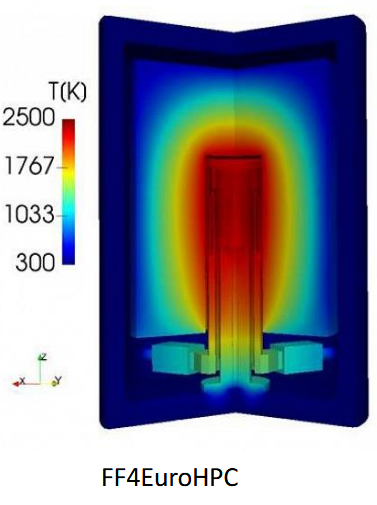 T(K)
2500
1767
1033
300
Z
X
Y
FF4EuroHPC